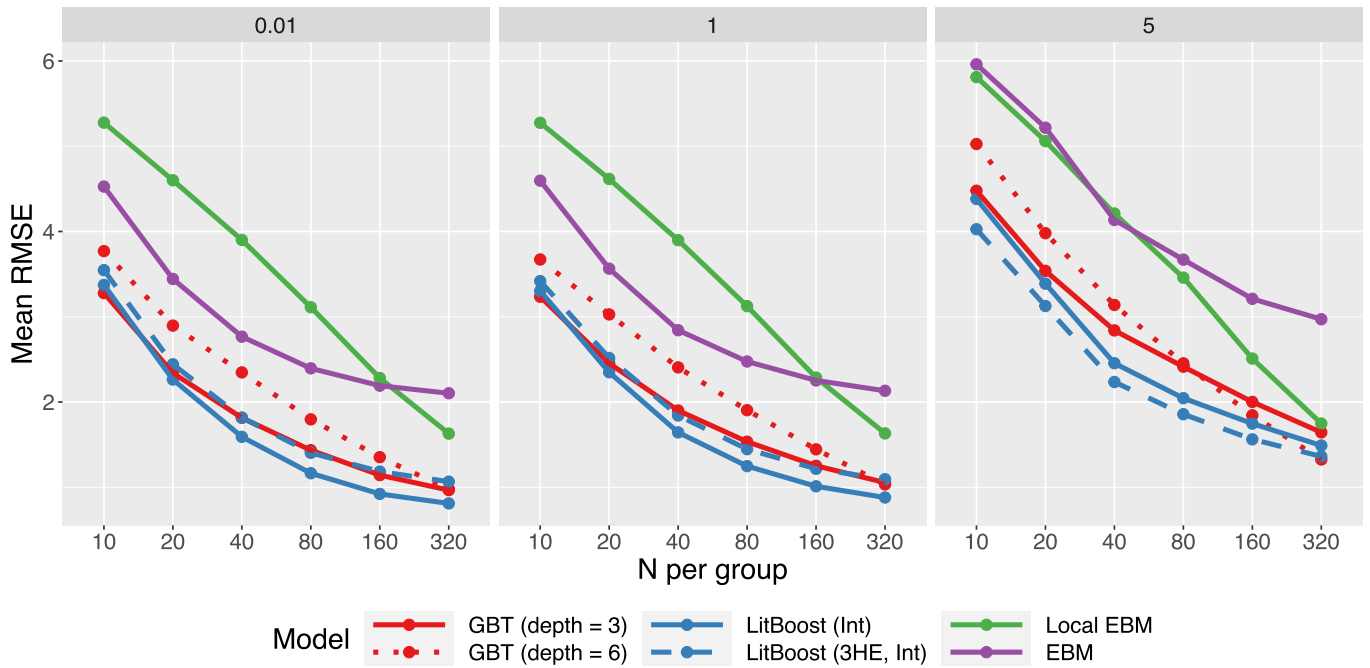 0.01 1 5
6
4
2
Mean RMSE
10 20 40 80 160 320 10 20 40 80 160 320 10 20 40 80 160 320
N per group
Model GBT (depth = 3) LitBoost (Int) Local EBM
GBT (depth = 6) LitBoost (3HE, Int) EBM